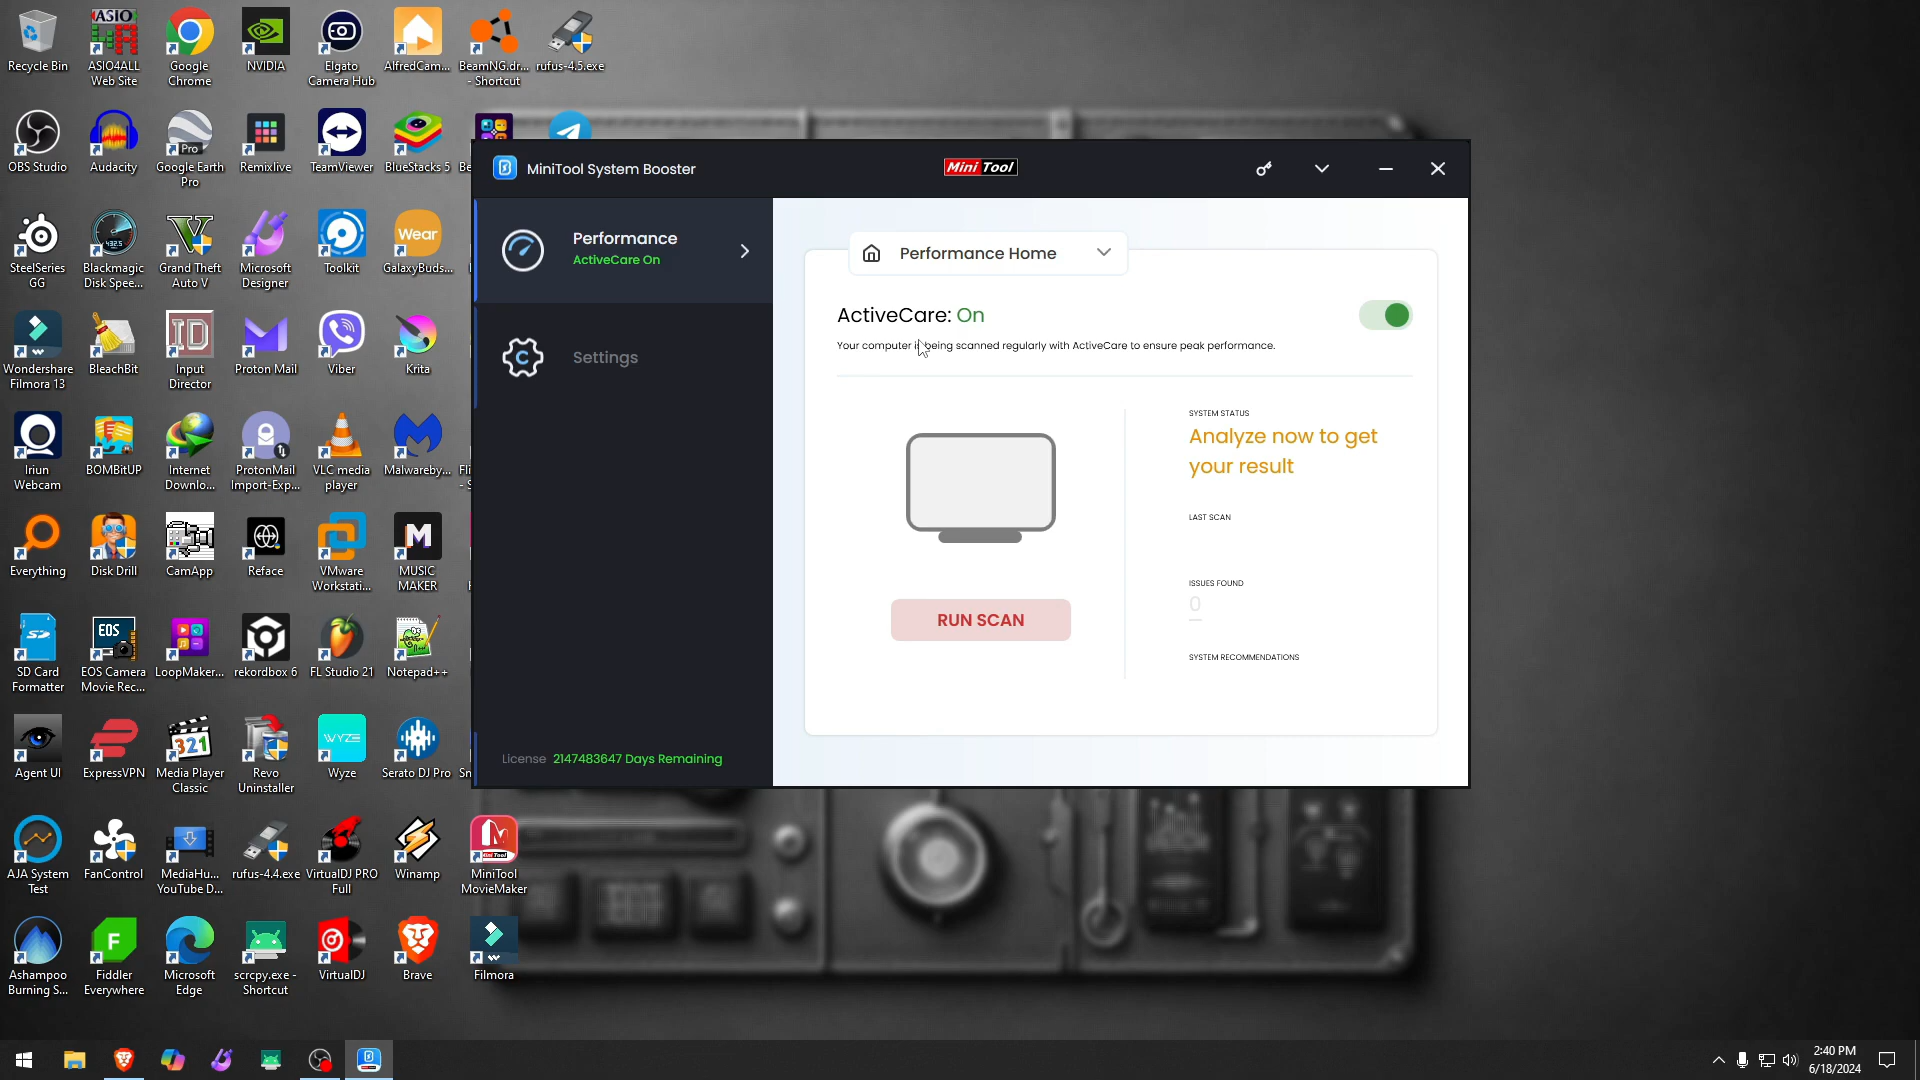 Recycle Bin
ASIO4ALL
Web Site
Google
Chrome
NVIDIA
Elgato
Camera Hub
AlfredCam...
BeamNG.dr...
- Shortcut
rufus-4.5.exe
OBS Studio
Audacity
Google Earth
Pro
Remixlive
TeamViewer
BlueStacks 5
Be
SteelSeries
GG
Blackmagic
Disk Spee...
Grand Theft
Auto V
Microsoft
Designer
Toolkit
Wear
GalaxyBuds...
Wondershare
Filmora 13
BleachBit
Input
Director
Proton Mail
Viber
Krita
Iriun
Webcam
BOMBitUP
Internet
Downlo...
ProtonMail
Import-Exp...
VLC media
player
Malwareby...
Everything
Disk Drill
CamApp
Reface
VMware
Workstati...
MUSIC
MAKER
SD Card
Formatter
EOS Camera
Movie Rec...
LoopMaker...
rekordbox 6
FL Studio 21
Notepad++
Agent UI
ExpressVPN
Media Player
Classic
Revo
Uninstaller
WYZE
Wyze
Serato DJ Pro
Sn
AJA System
Test
FanControl
MediaHu...
YouTube D...
rufus-4.4.exe
VirtualDJ PRO
Full
Winamp
MiniTool
MovieMaker
Ashampoo
Burning S...
Fiddler
Everywhere
Microsoft
Edge
scrcpy.exe -
Shortcut
VirtualDJ
Brave
Filmora
MiniTool System Booster
Mini Tool
Performance
ActiveCare On
Settings
License 2147483647 Days Remaining
Performance Home
ActiveCare: On
Your computer is being scanned regularly with ActiveCare to ensure peak performance.
RUN SCAN
SYSTEM STATUS
Analyze now to get
your result
LAST SCAN
ISSUES FOUND
0
SYSTEM RECOMMENDATIONS
2:40 PM
6/18/2024